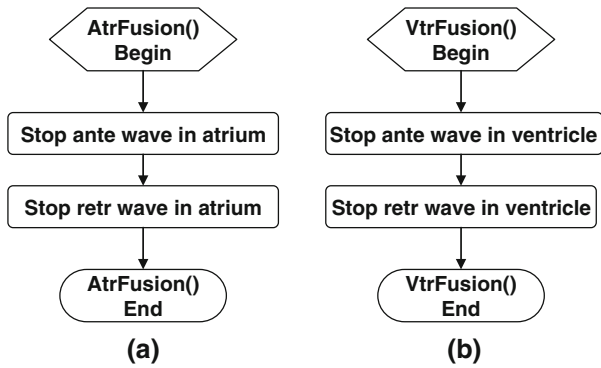 AtrFusion()
Begin
Stop ante wave in atrium
Stop retr wave in atrium
AtrFusion()
End
(a)
VtrFusion()
Begin
Stop ante wave in ventricle
Stop retr wave in ventricle
VtrFusion()
End
(b)